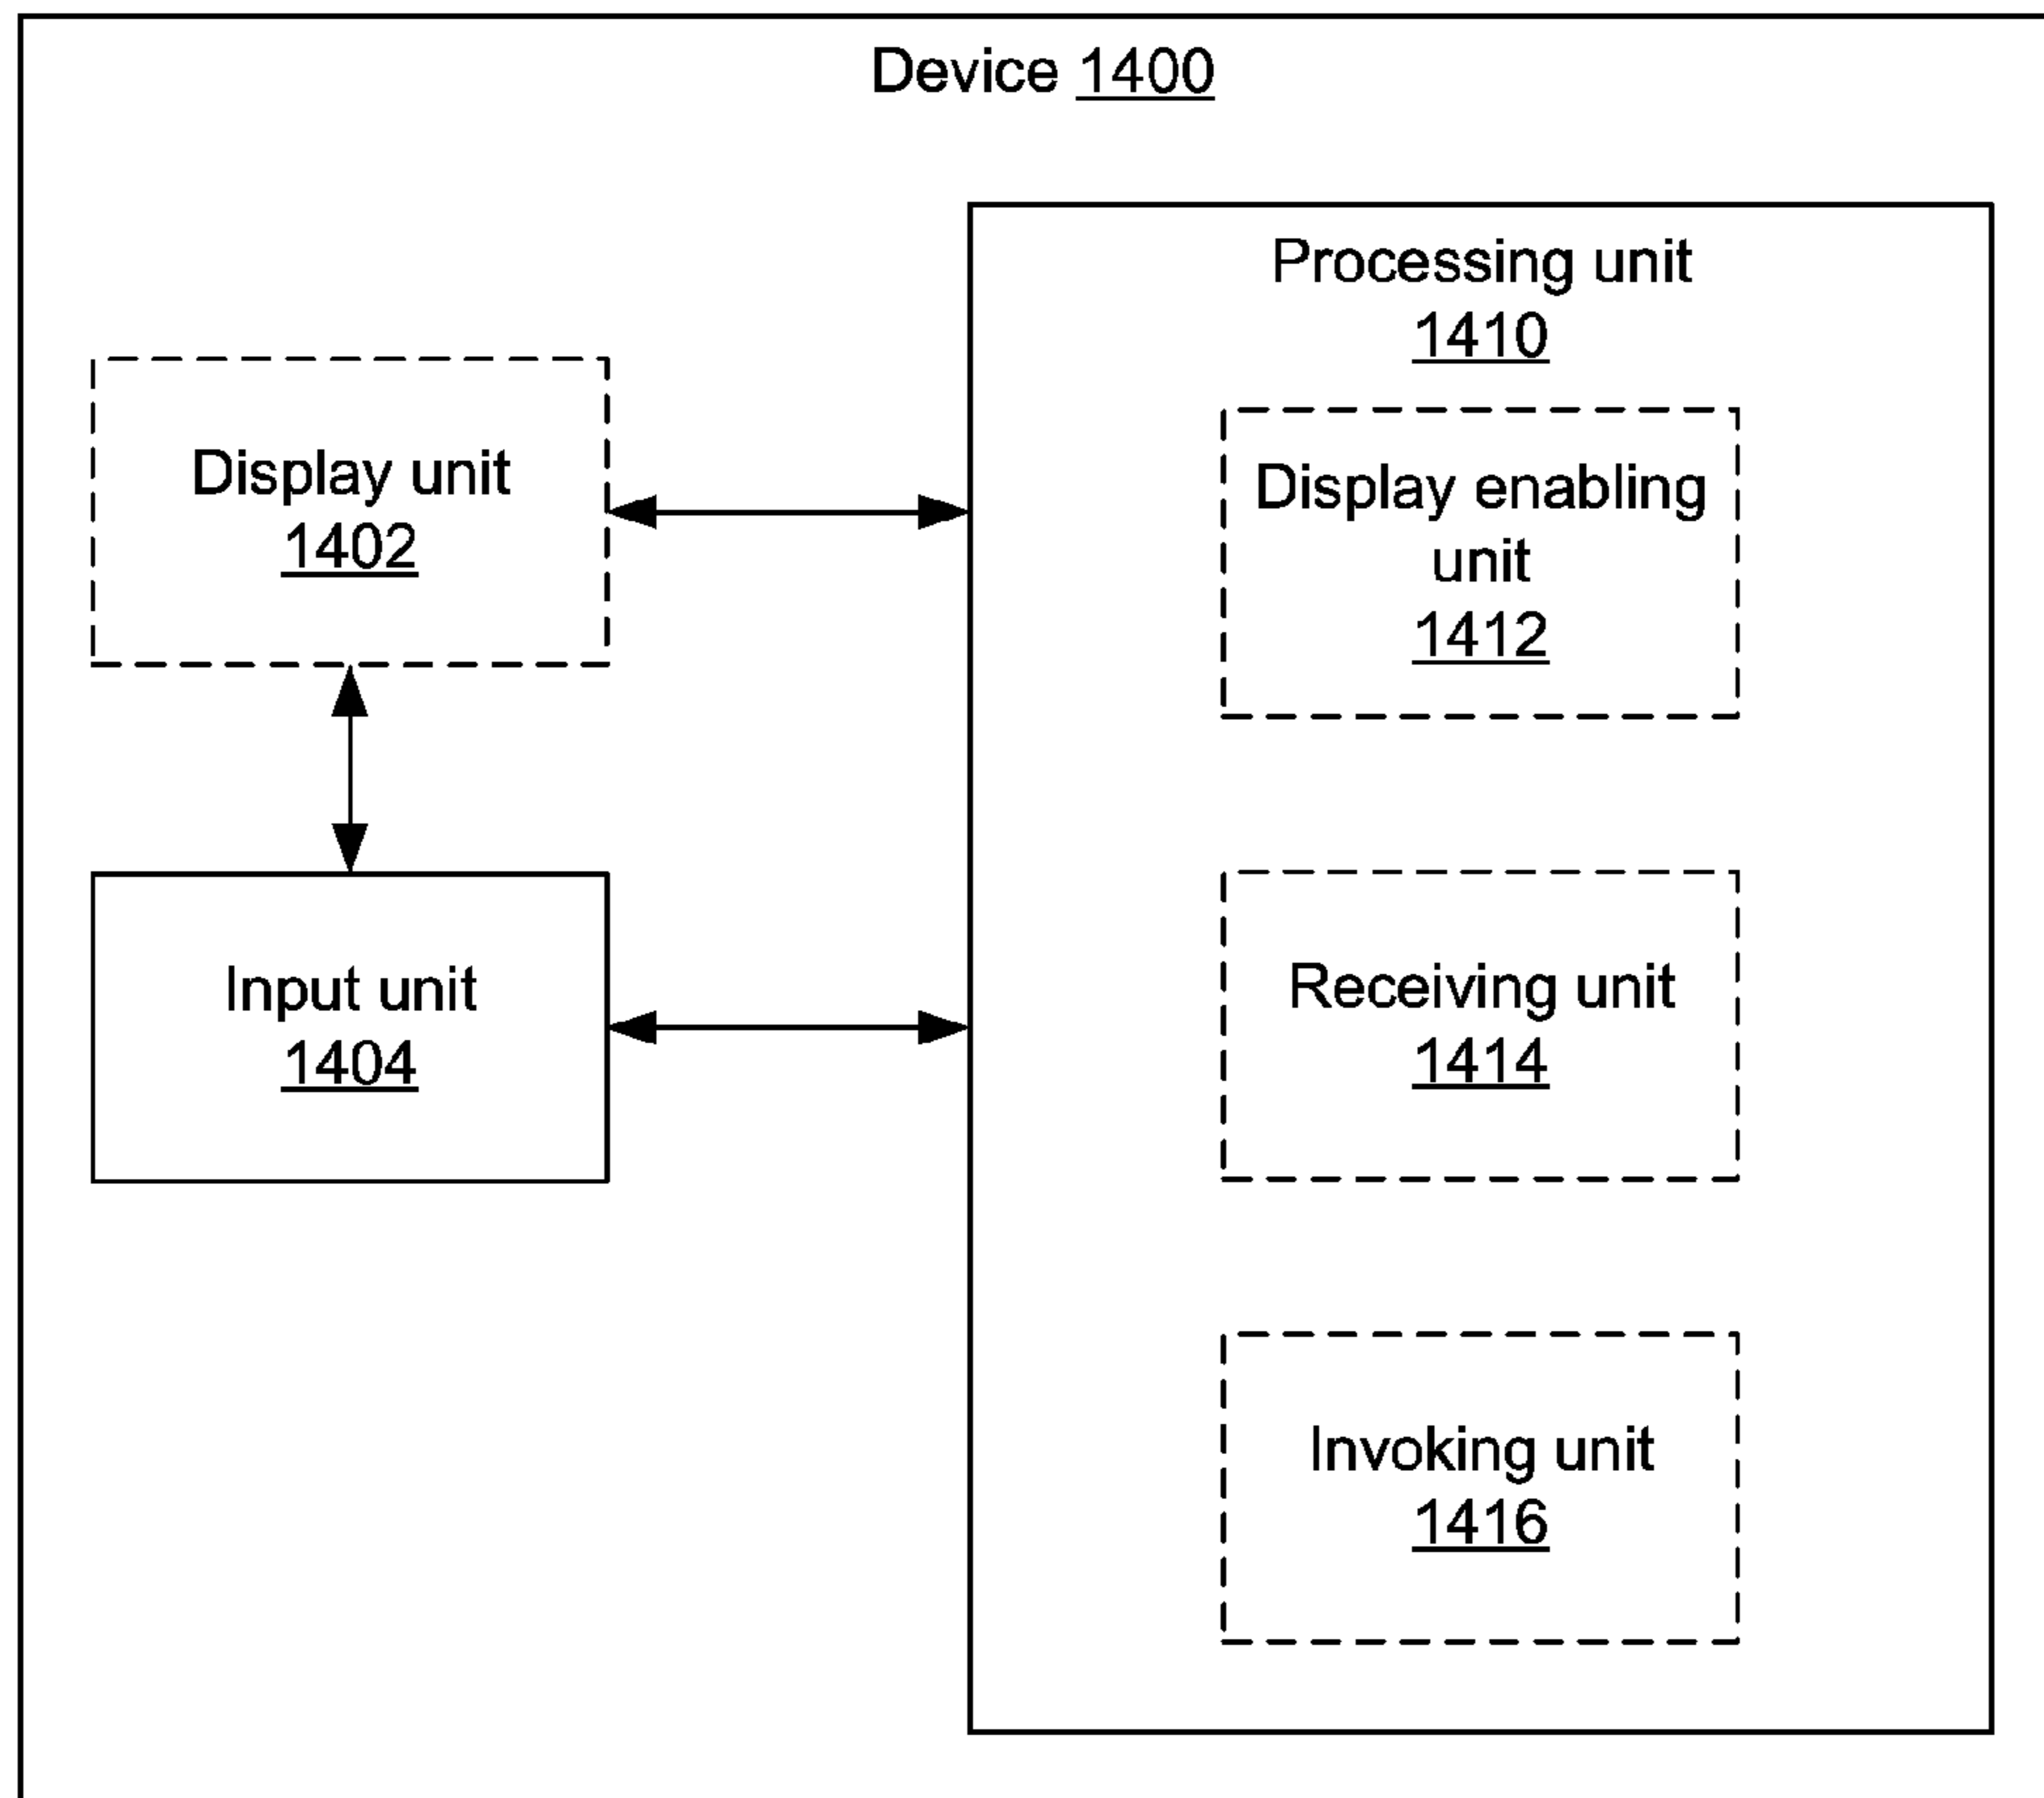 Device 1400
Processing unit
1410
Display unit
1402
Display enabling
unit
1412
Input unit
1404
Receiving unit
1414
Invoking unit
1416